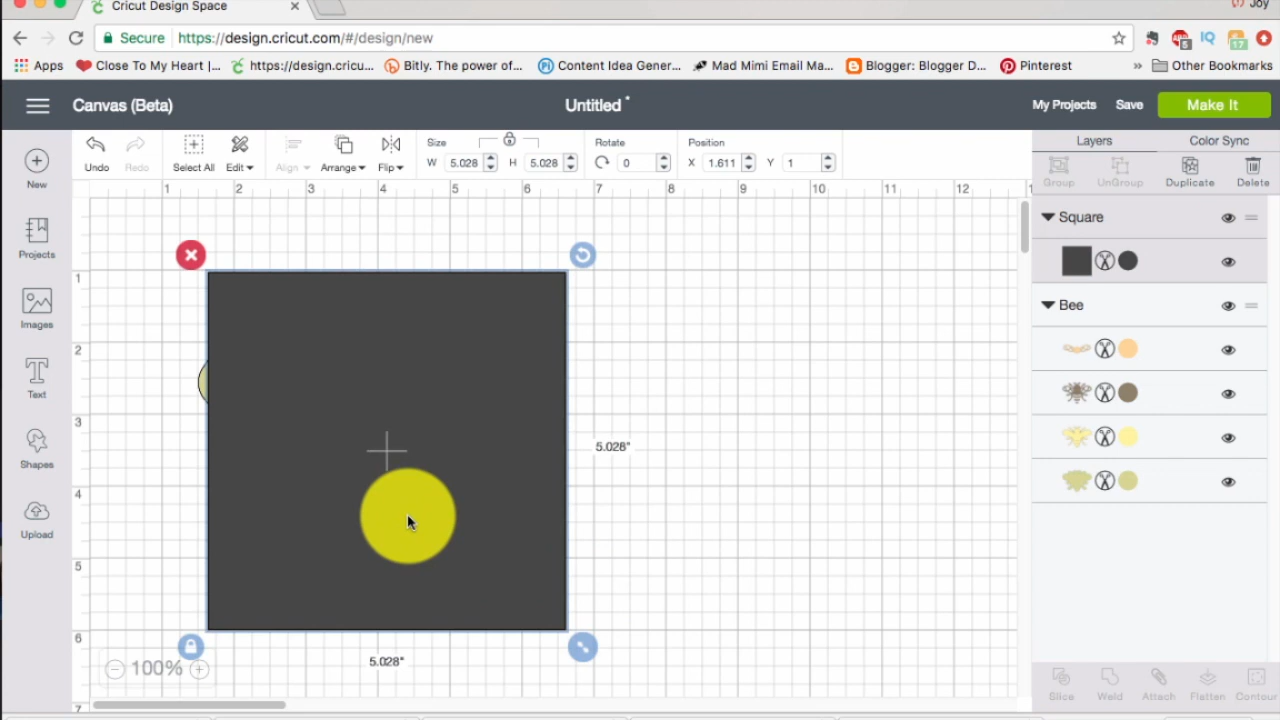 Cricut Design Space
Joy
Secure https://design.cricut.com/#/design/new
5 IQ 17
Apps Close To My Heart |... https://design.cricu... Bitly. The power of... Content Idea Gener... Mad Mimi Email Ma... Blogger: Blogger D... Pinterest » Other Bookmarks
Canvas (Beta) Untitled * My Projects Save Make It
Undo Redo Select All Edit Align Arrange Flip
Size W 5.028 H 5.028
Rotate 0
Position X 1.611 Y 1
Layers Color Sync
Group UnGroup Duplicate Delete
New
Projects
Images
Text
Shapes
Upload
1 2 3 4 5 6 7 8 9 10 11 12
1
2
3
4
5
6
7
5.028"
5.028"
100%
Square
Bee
Slice Weld Attach Flatten Contour